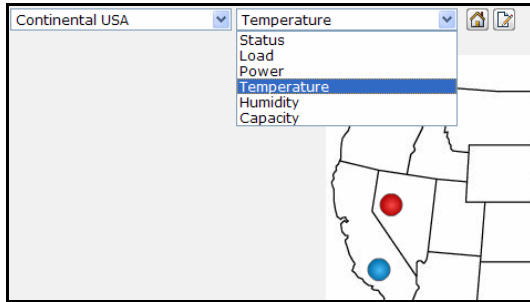 Continental USA
Temperature
Status
Load
Power
Temperature
Humidity
Capacity